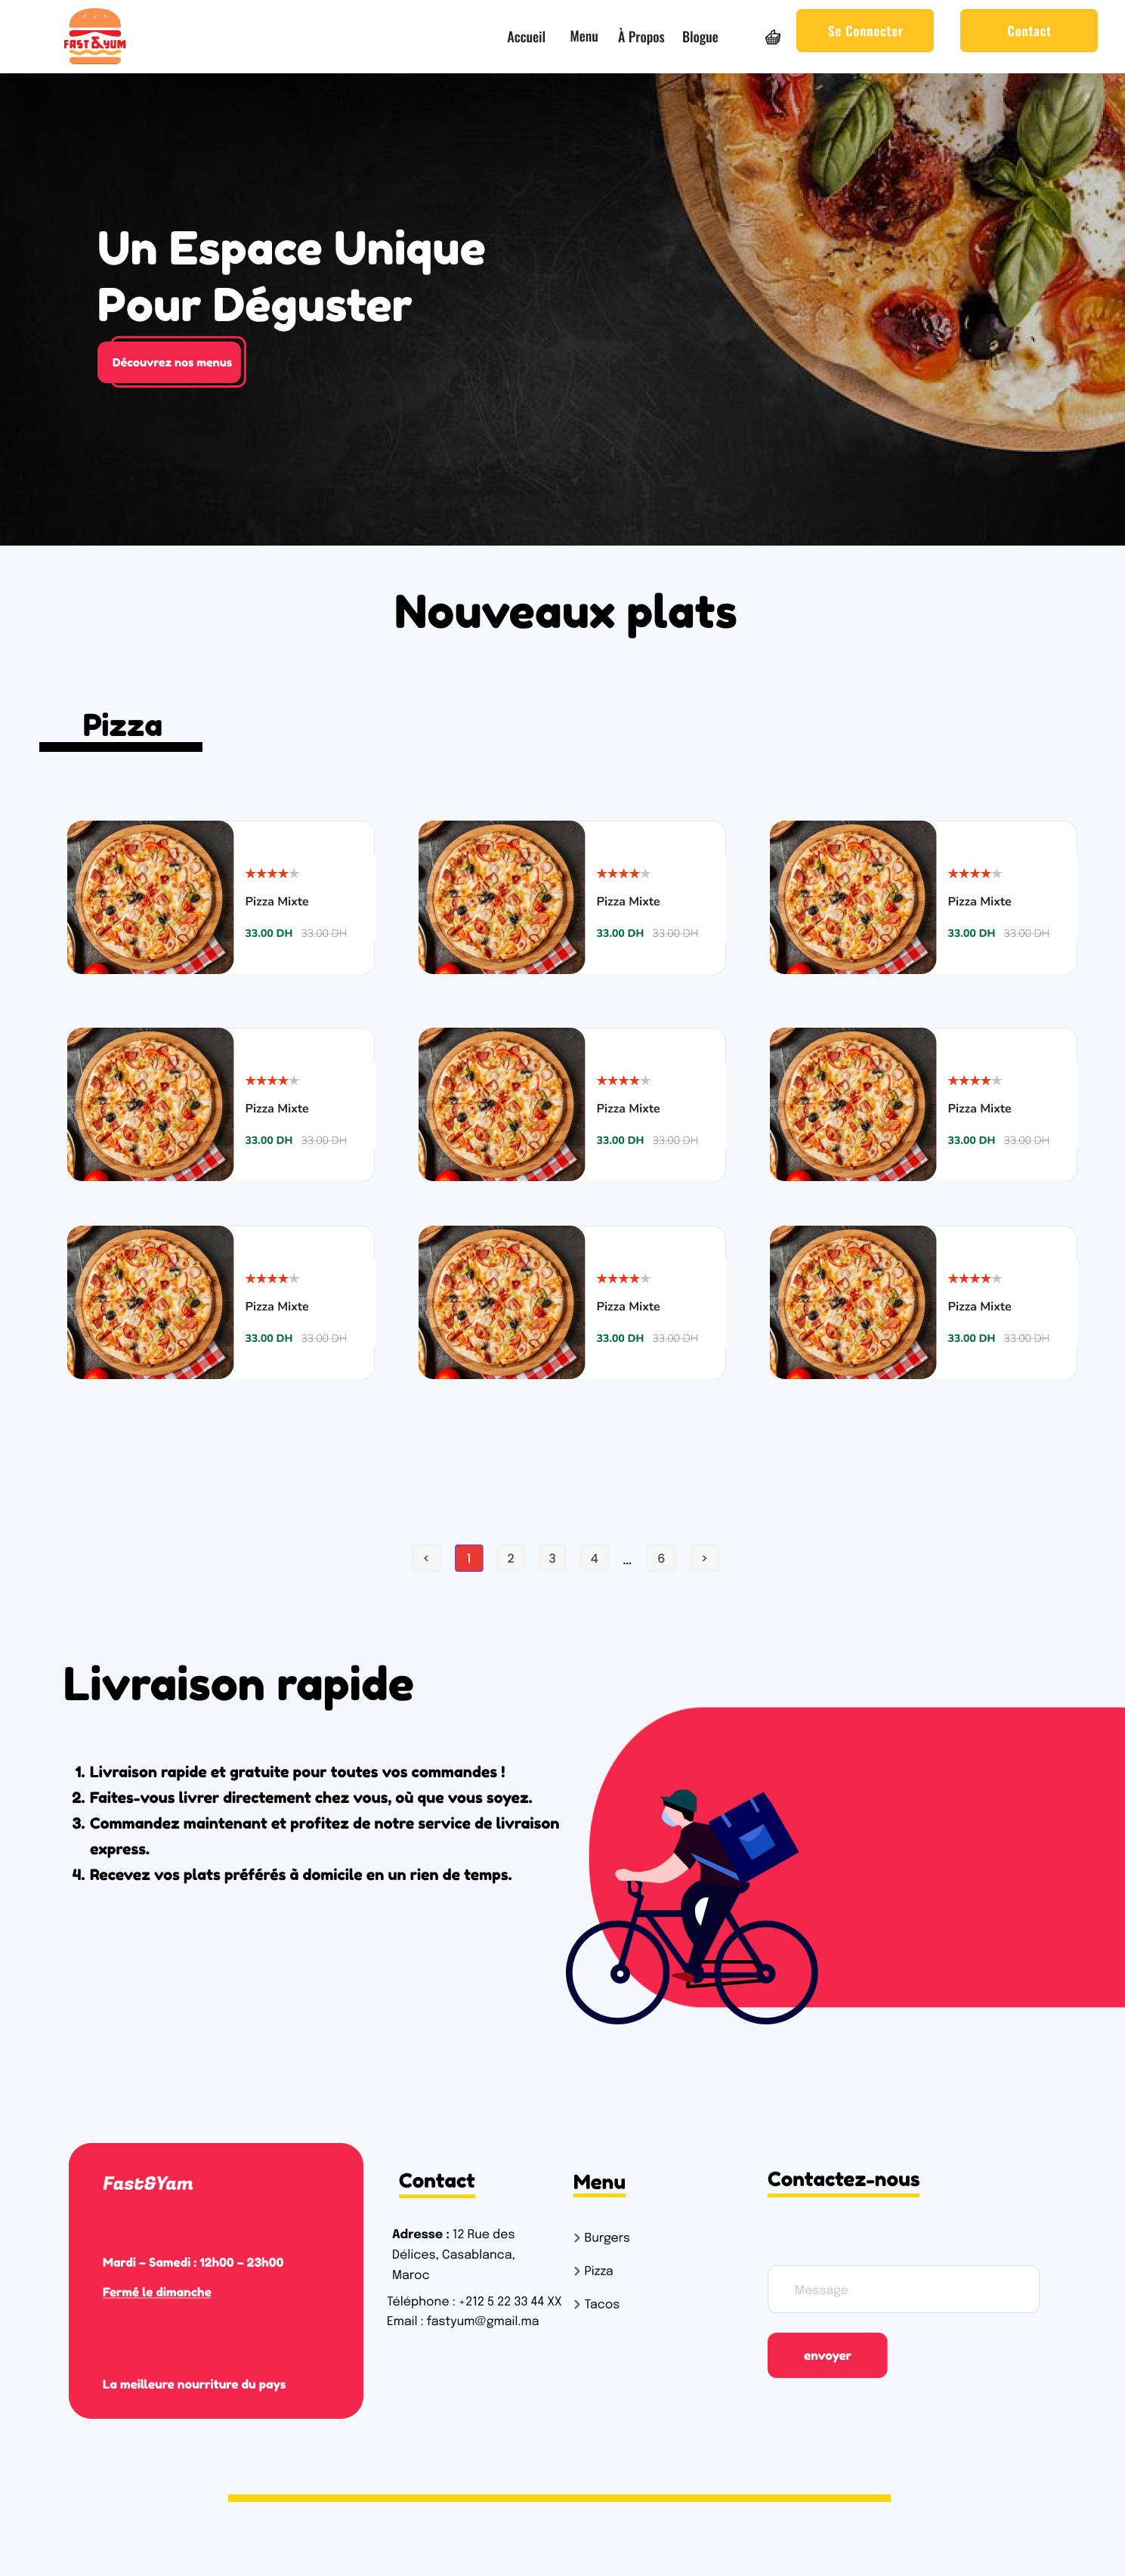 FAST & YUM
Accueil
Menu
À Propos
Blogue
Se Connecter
Contact
Un Espace Unique
Pour Déguster
Découvrez nos menus
Nouveaux plats
Pizza
Pizza Mixte
33.00 DH 33.00 DH
Pizza Mixte
33.00 DH 33.00 DH
Pizza Mixte
33.00 DH 33.00 DH
Pizza Mixte
33.00 DH 33.00 DH
Pizza Mixte
33.00 DH 33.00 DH
Pizza Mixte
33.00 DH 33.00 DH
Pizza Mixte
33.00 DH 33.00 DH
Pizza Mixte
33.00 DH 33.00 DH
Pizza Mixte
33.00 DH 33.00 DH
< 1 2 3 4 ... 6 >
Livraison rapide
1. Livraison rapide et gratuite pour toutes vos commandes !
2. Faites-vous livrer directement chez vous, où que vous soyez.
3. Commandez maintenant et profitez de notre service de livraison
express.
4. Recevez vos plats préférés à domicile en un rien de temps.
Fast&Yam
Mardi – Samedi : 12h00 – 23h00
Fermé le dimanche
La meilleure nourriture du pays
Contact
Adresse : 12 Rue des
Délices, Casablanca,
Maroc
Téléphone : +212 5 22 33 44 XX
Email : fastyum@gmail.ma
Menu
Burgers
Pizza
Tacos
Contactez-nous
Message
envoyer